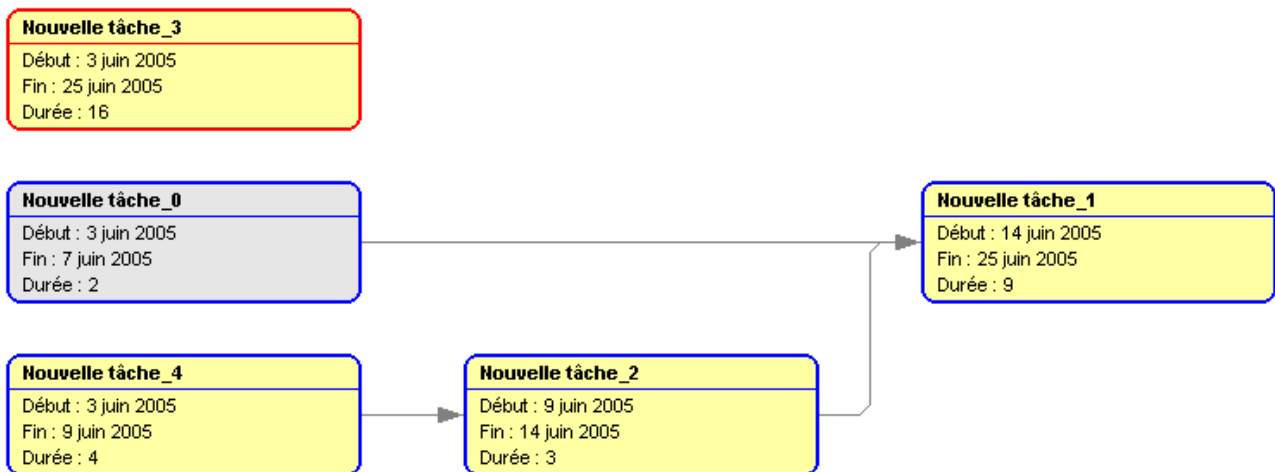 Nouvelle tâche_3
Début : 3 juin 2005
Fin : 25 juin 2005
Durée : 16
Nouvelle tâche_0
Début : 3 juin 2005
Fin : 7 juin 2005
Durée : 2
Nouvelle tâche_1
Début : 14 juin 2005
Fin : 25 juin 2005
Durée : 9
Nouvelle tâche_4
Début : 3 juin 2005
Fin : 9 juin 2005
Durée : 4
Nouvelle tâche_2
Début : 9 juin 2005
Fin : 14 juin 2005
Durée : 3